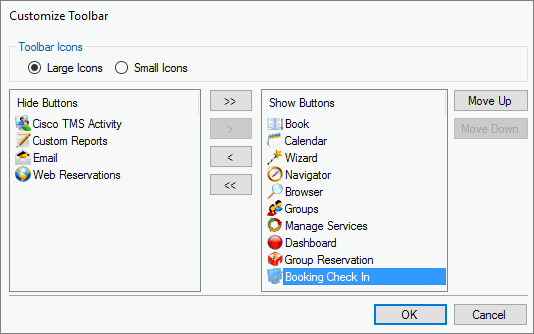 Customize Toolbar
Toolbar Icons
Large Icons Small Icons
Hide Buttons
Cisco TMS Activity
Custom Reports
Email
Web Reservations
>>
>
<
<<
Show Buttons
Book
Calendar
Wizard
Navigator
Browser
Groups
Manage Services
Dashboard
Group Reservation
Booking Check In
Move Up
Move Down
OK Cancel